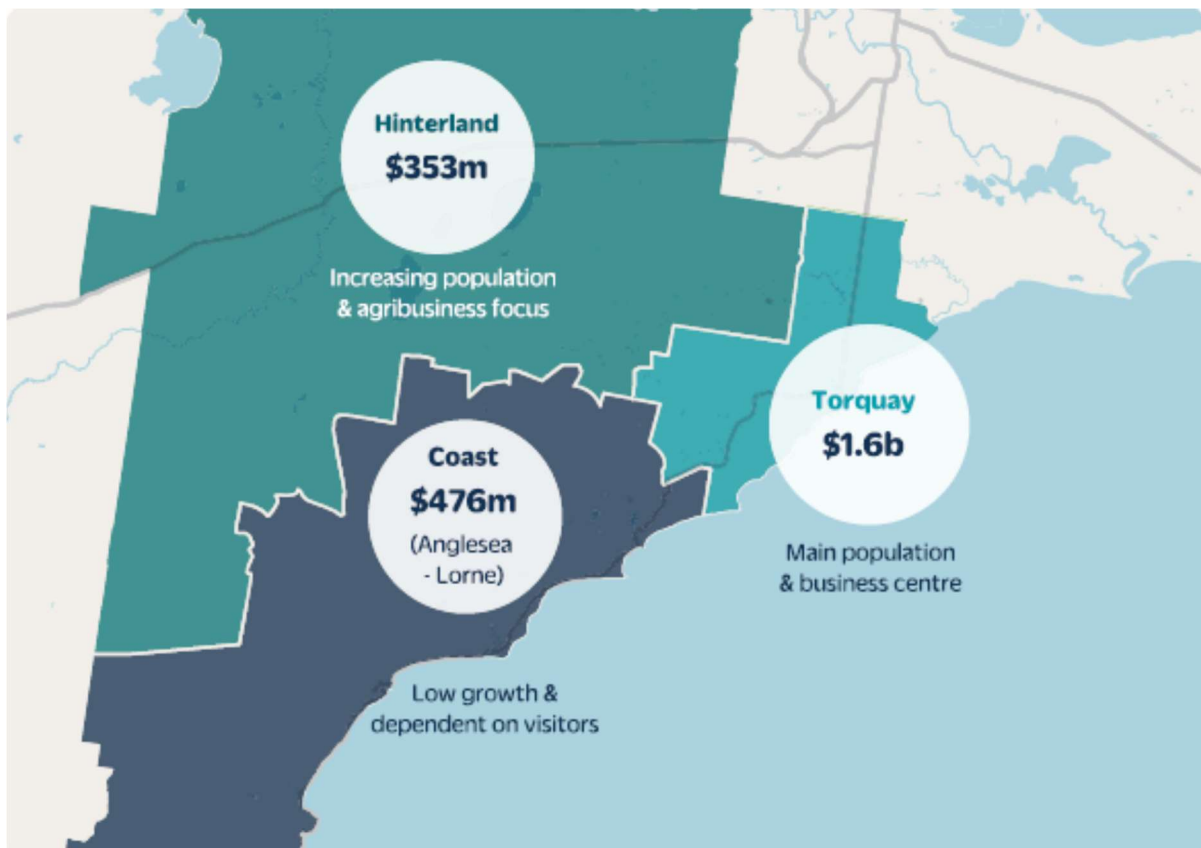 Hinterland
$353m
Increasing population
& agribusiness focus
Torquay
$1.6b
Main population
& business centre
Coast
$476m
(Anglesea
- Lorne)
Low growth &
dependent on visitors